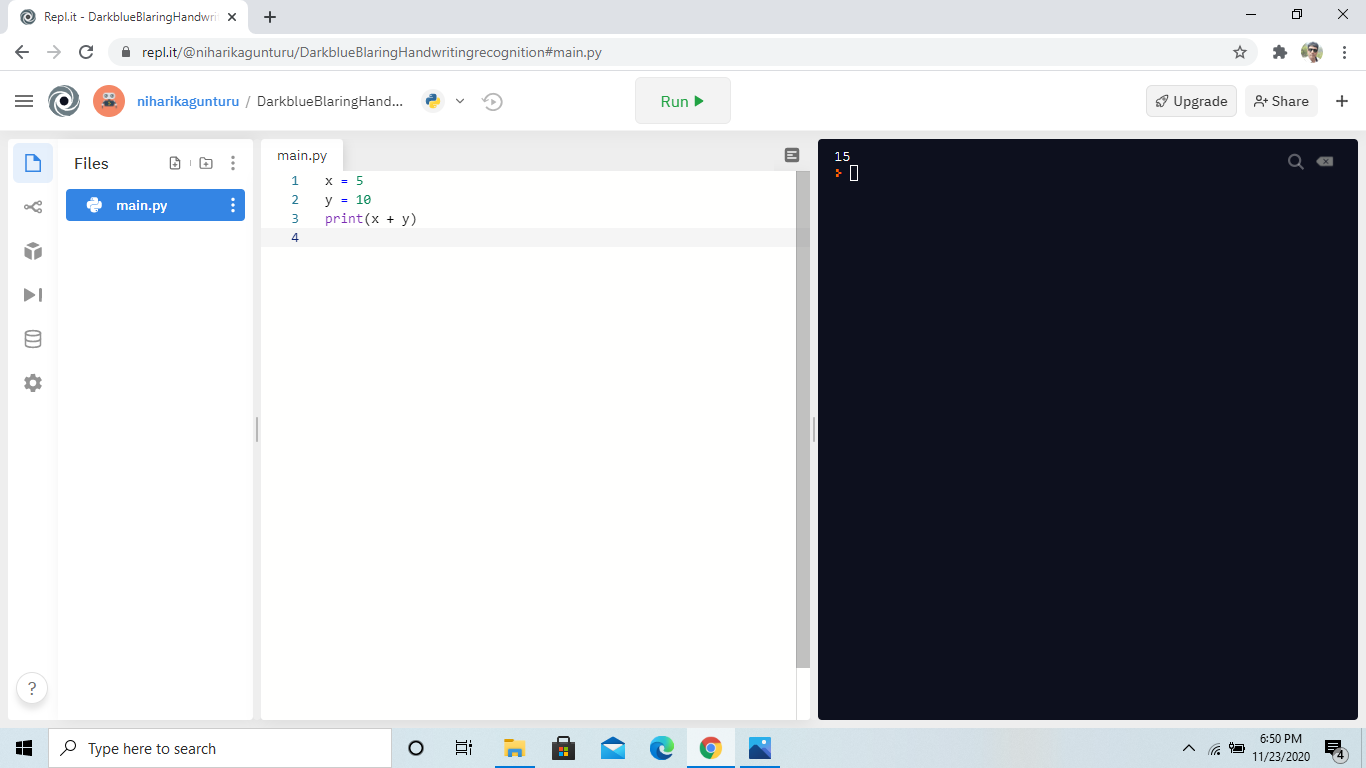 Repl.it - DarkblueBlaringHandwri
repl.it/@niharikagunturu/DarkblueBlaringHandwritingrecognition#main.py
niharikagunturu / DarkblueBlaringHand...
Run
Upgrade
Share
Files
main.py
main.py
1 x = 5
2 y = 10
3 print(x + y)
4
15
?
Type here to search
6:50 PM
11/23/2020
4